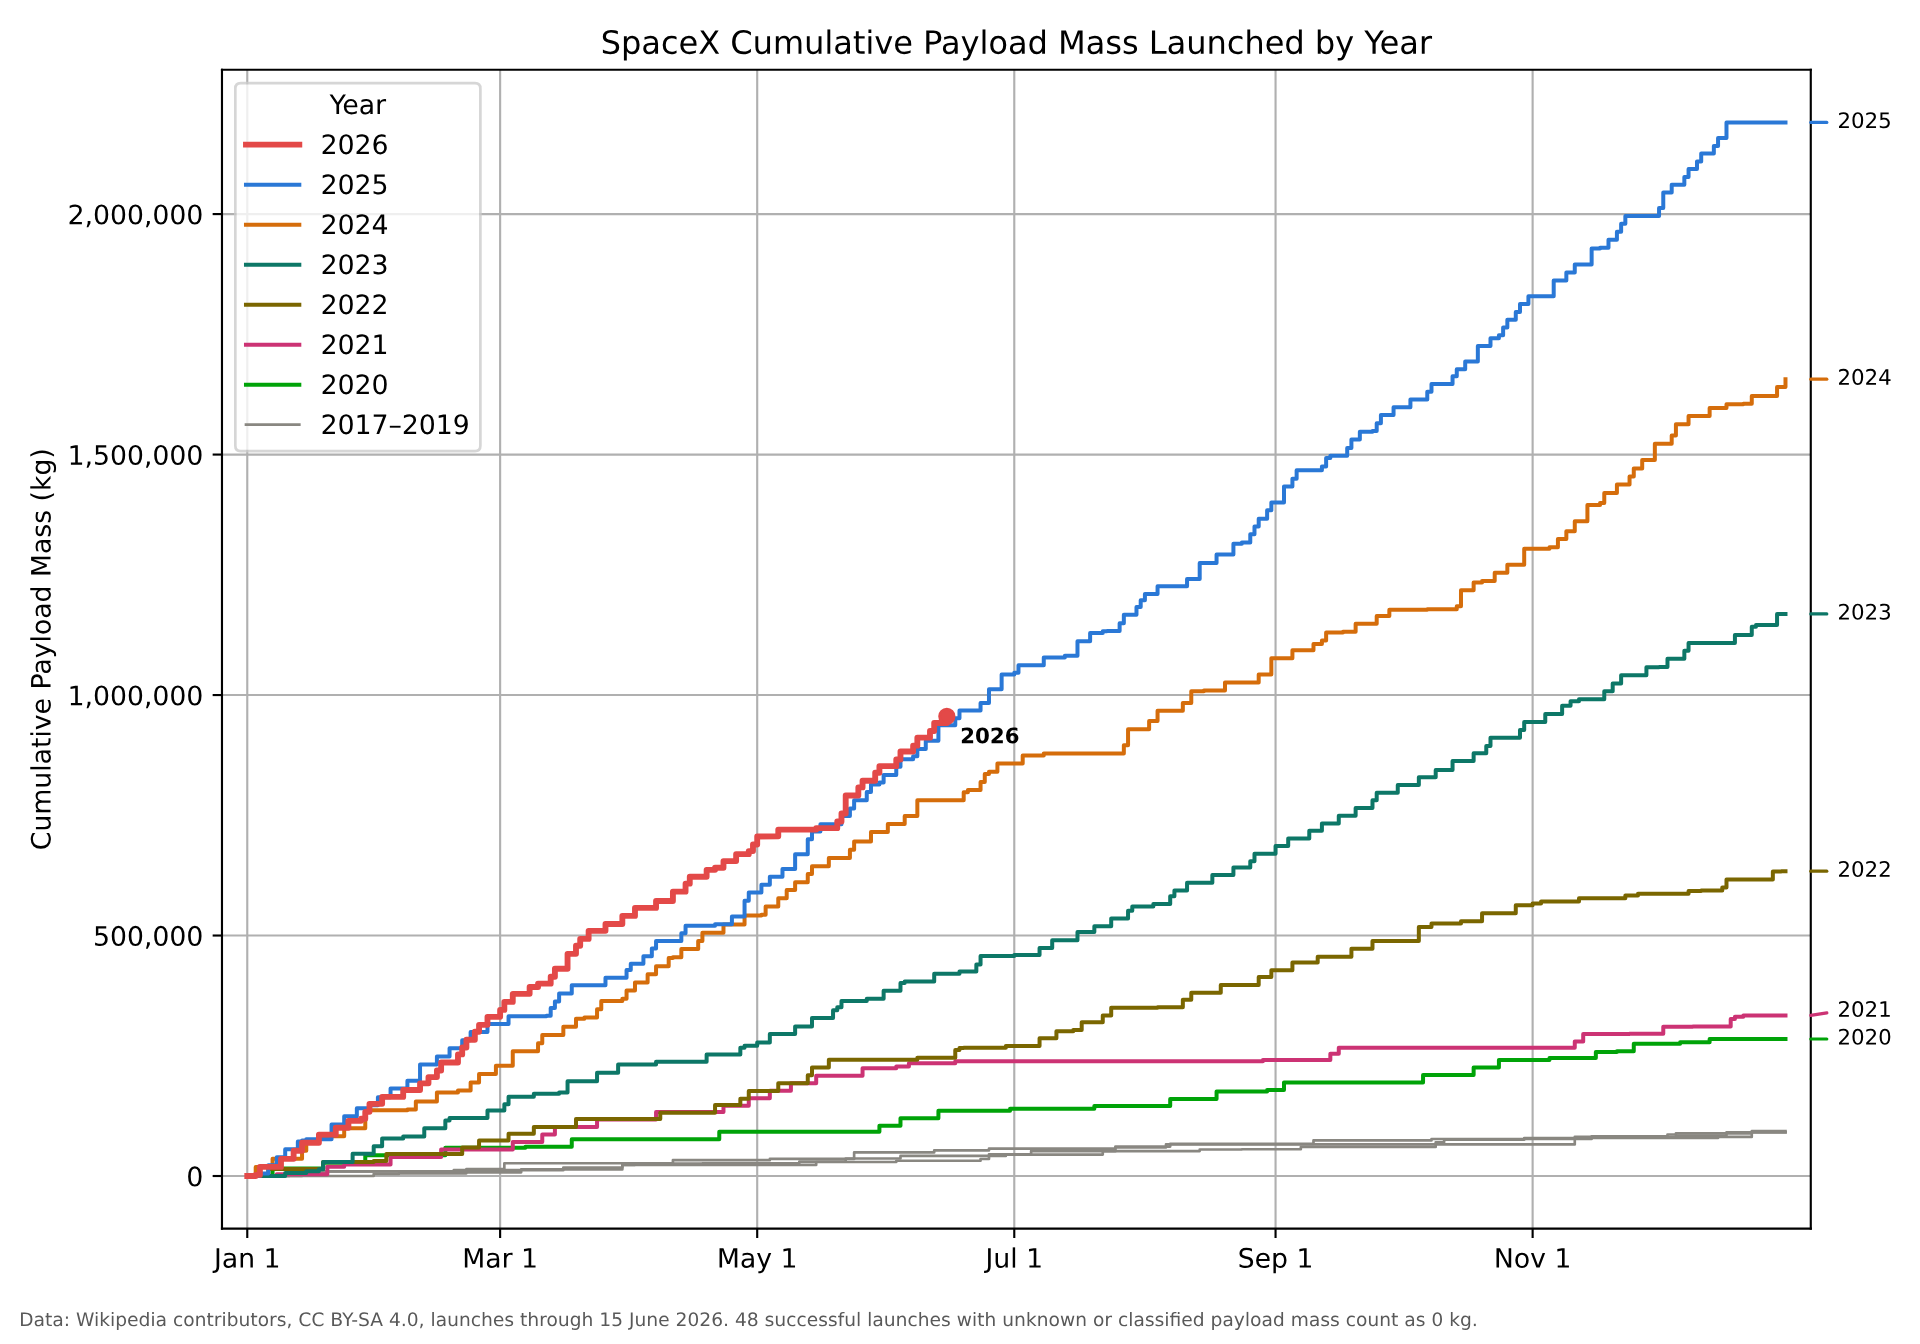 SpaceX Cumulative Payload Mass Launched by Year
Year
2026
2025
2024
2023
2022
2021
2020
2017–2019
Cumulative Payload Mass (kg)
2,000,000
1,500,000
1,000,000
500,000
0
2025
2024
2023
2022
2021
2020
2026
Jan 1
Mar 1
May 1
Jul 1
Sep 1
Nov 1
Data: Wikipedia contributors, CC BY-SA 4.0, launches through 15 June 2026. 48 successful launches with unknown or classified payload mass count as 0 kg.